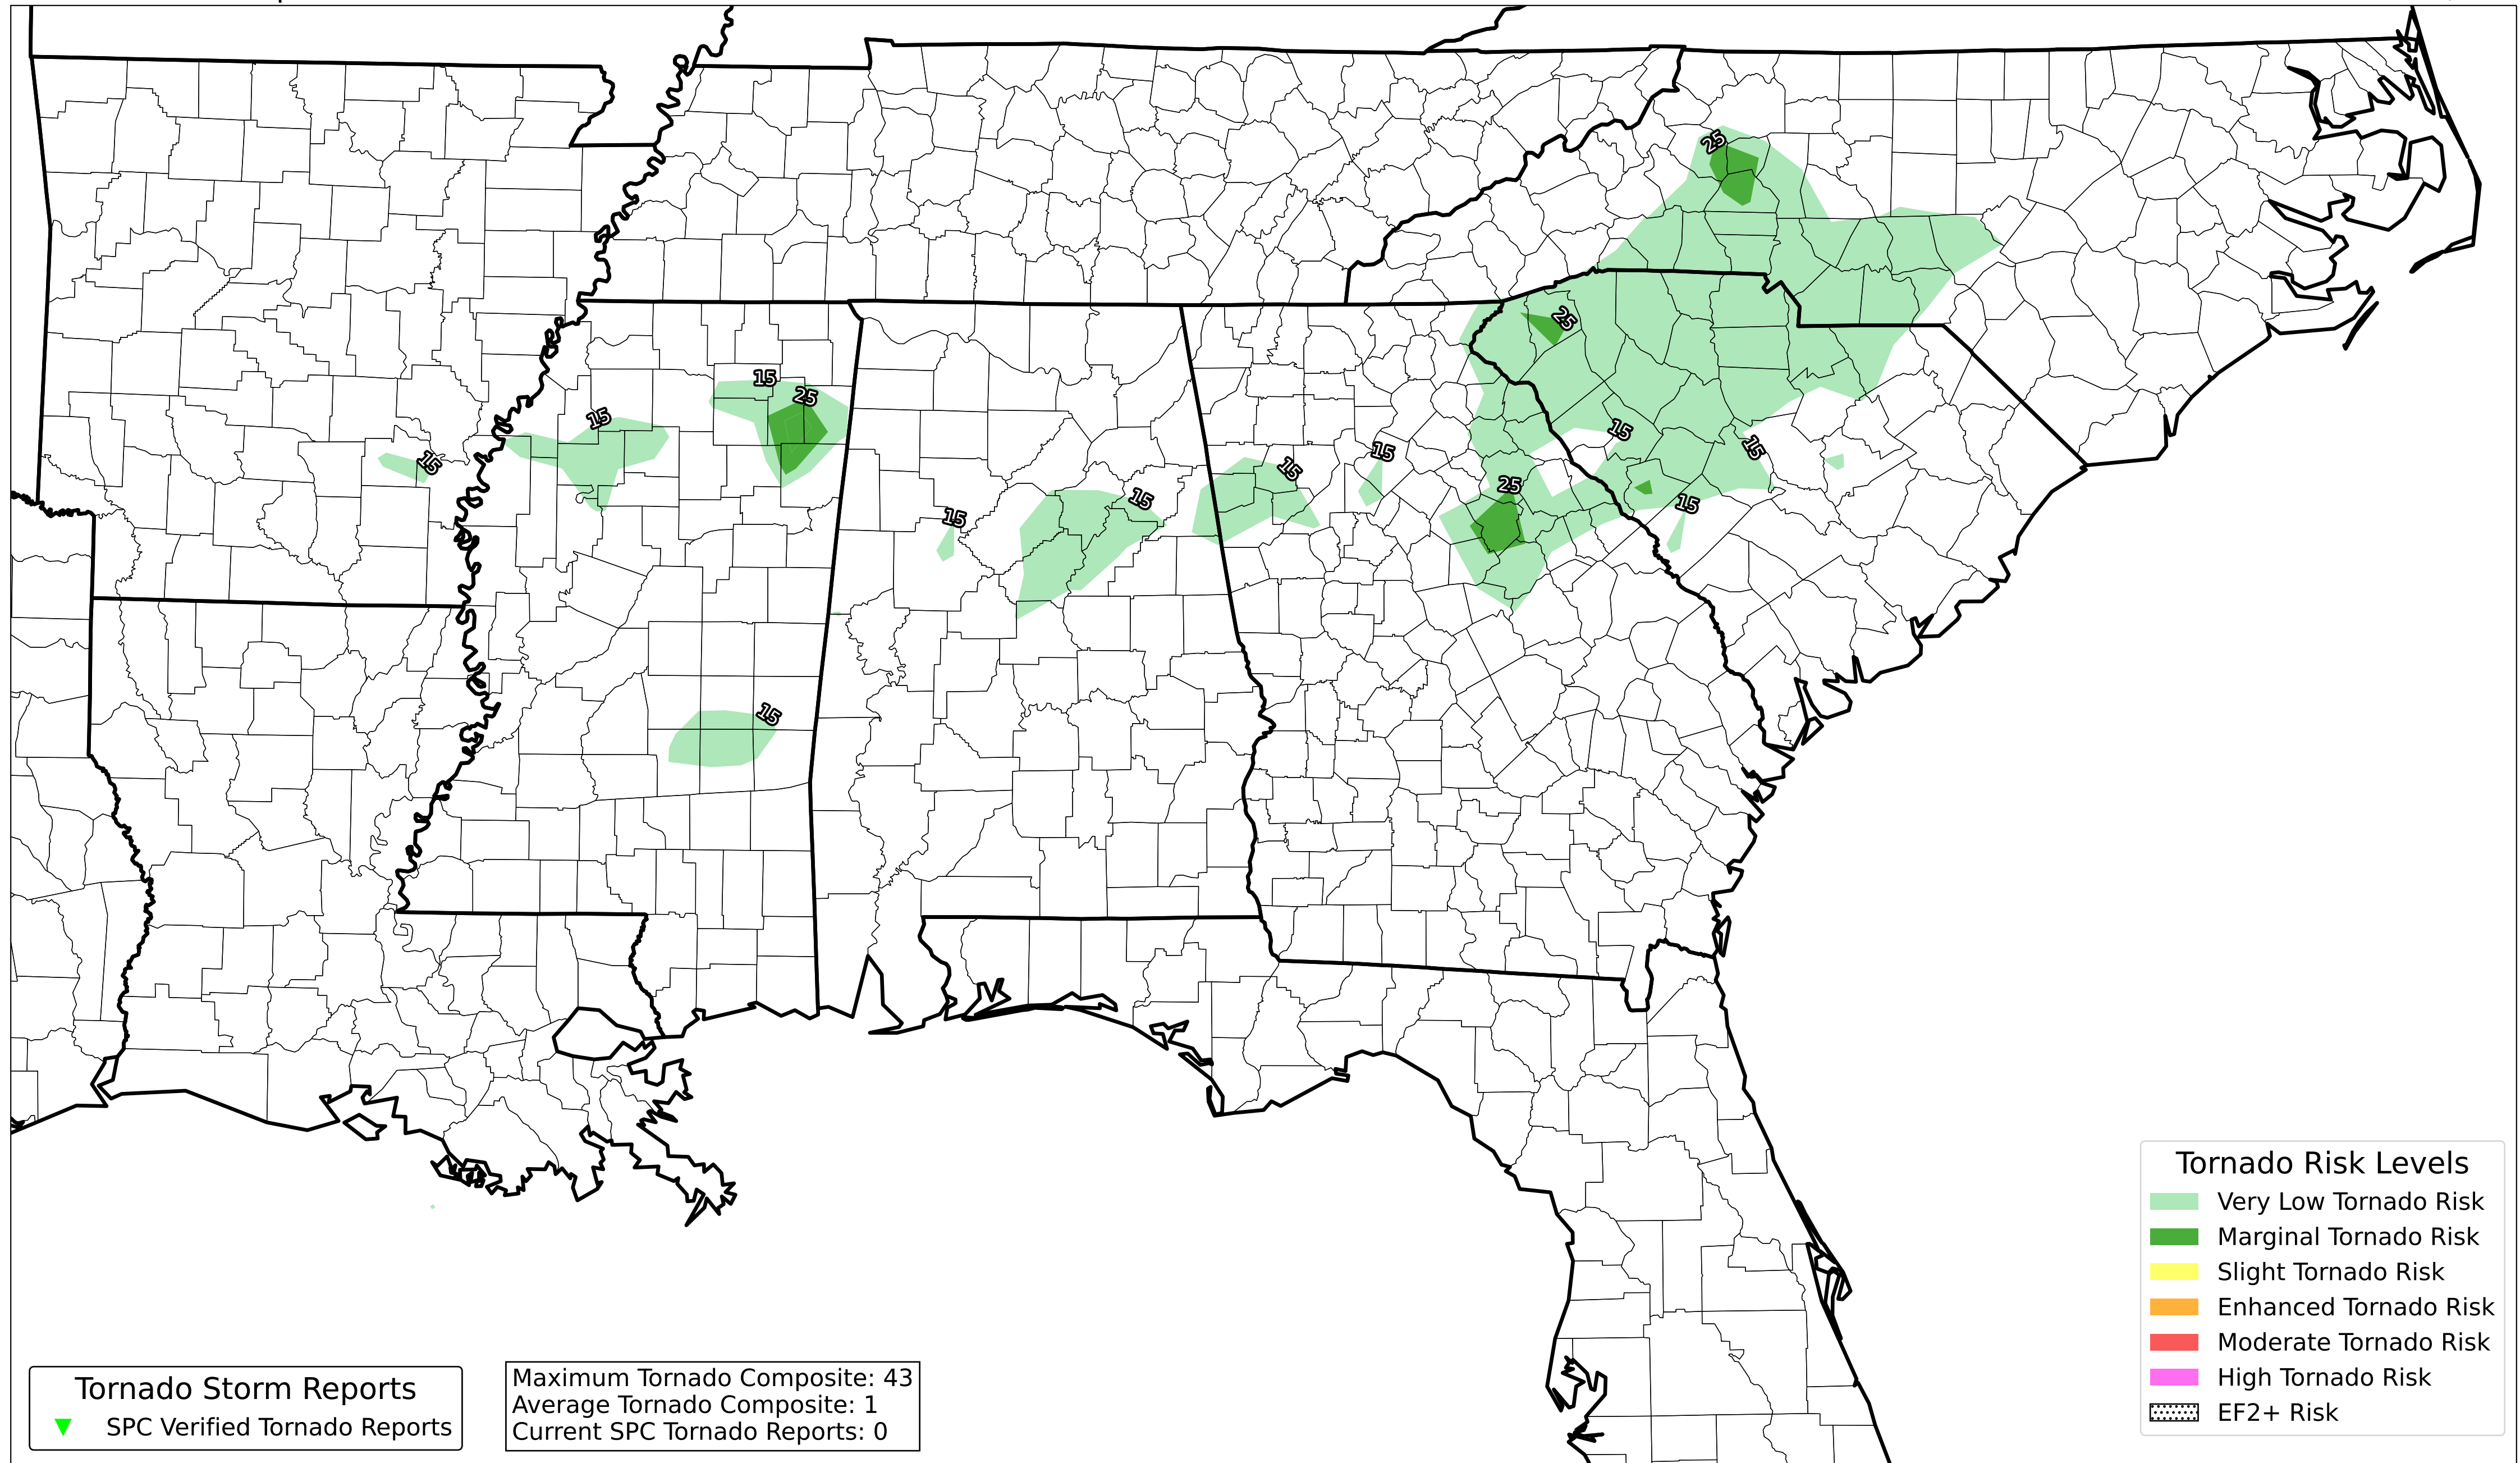 25
25
15
25
15
15
15
15
15
15
25
15
15
15
15
Tornado Risk Levels
Very Low Tornado Risk
Marginal Tornado Risk
Slight Tornado Risk
Enhanced Tornado Risk
Moderate Tornado Risk
High Tornado Risk
EF2+ Risk
Tornado Storm Reports
SPC Verified Tornado Reports
Maximum Tornado Composite: 43
Average Tornado Composite: 1
Current SPC Tornado Reports: 0